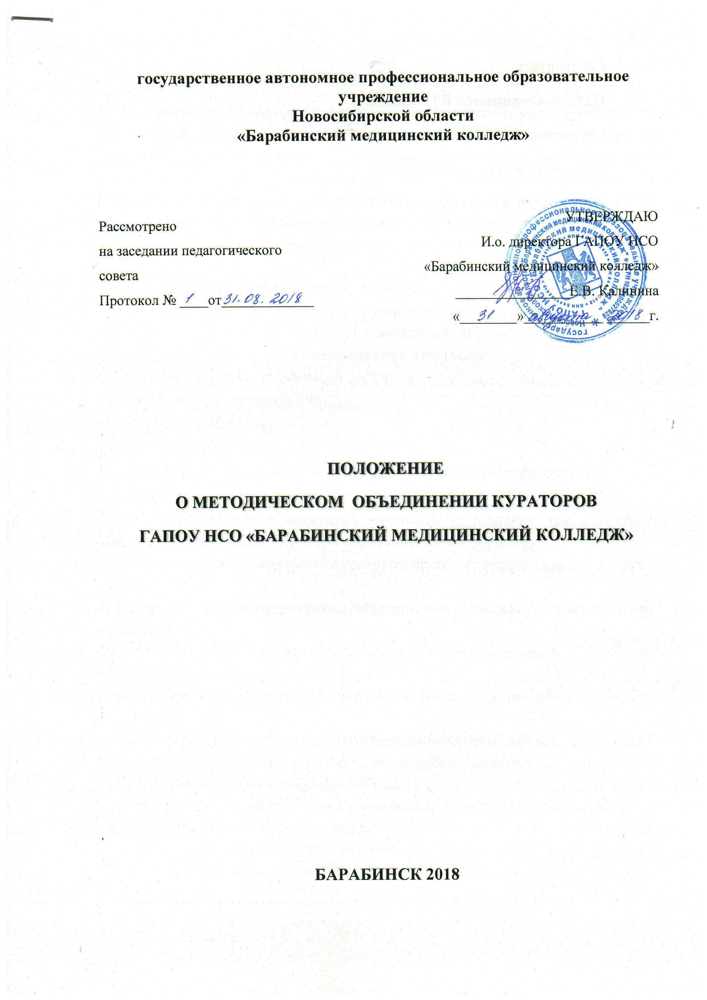 государственное автономное профессиональное образовательное
учреждение
Новосибирской области
«Барабинский медицинский колледж»
Рассмотрено
на заседании педагогического
совета
Протокол № 1 от 31.08.2018
УТВЕРЖДАЮ
И.о. директора ГАПОУ НСО
«Барабинский медицинский колледж»
Е.В. Калинина
«31» августа 2018 г.
ПОЛОЖЕНИЕ
О МЕТОДИЧЕСКОМ ОБЪЕДИНЕНИИ КУРАТОРОВ
ГАПОУ НСО «БАРАБИНСКИЙ МЕДИЦИНСКИЙ КОЛЛЕДЖ»
БАРАБИНСК 2018